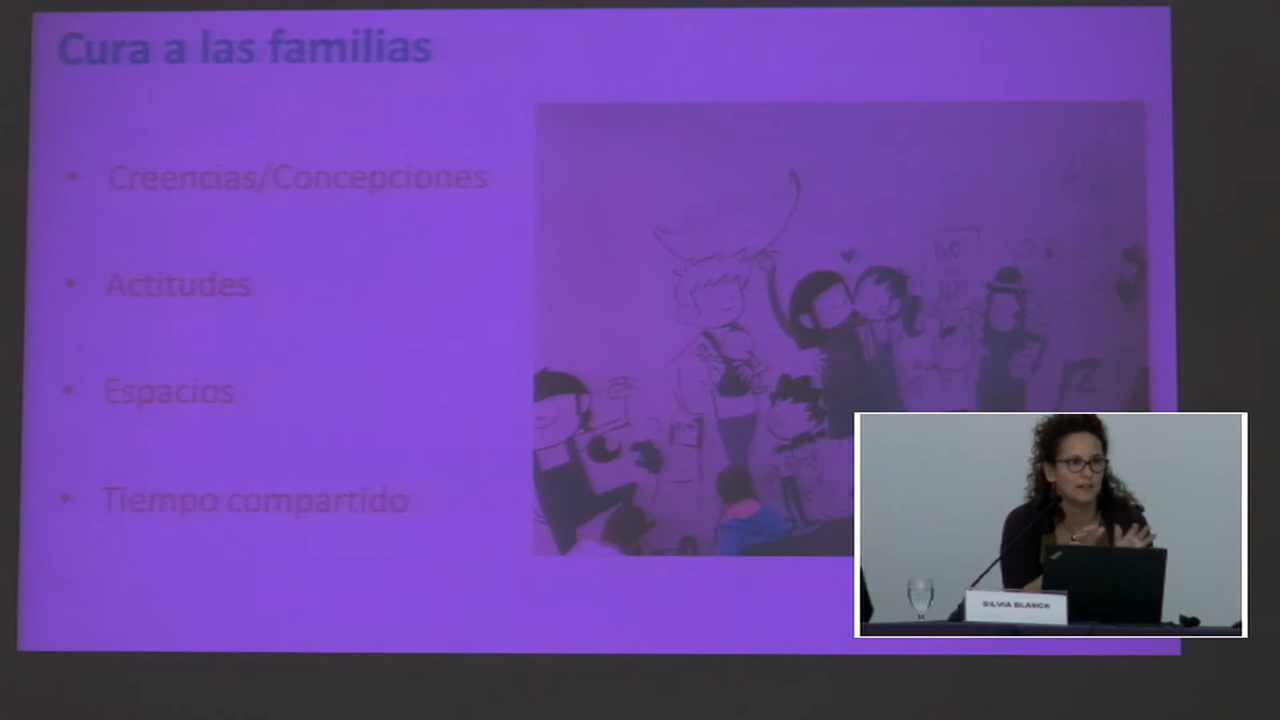 Cura a las familias
• Creencias/Concepciones
• Actitudes
• Espacios
• Tiempo compartido
SILVIA BLANCH